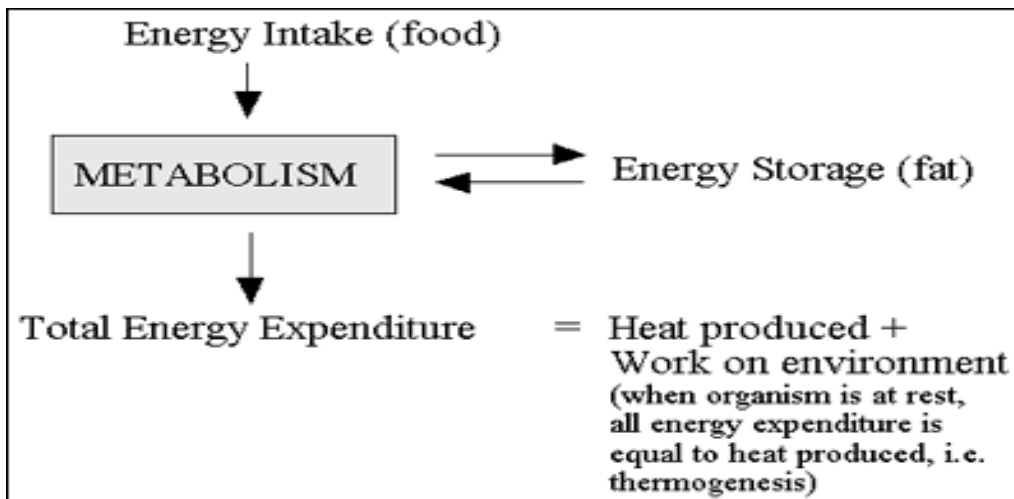 Energy Intake (food)
METABOLISM
Energy Storage (fat)
Total Energy Expenditure = Heat produced +
Work on environment
(when organism is at rest,
all energy expenditure is
equal to heat produced, i.e.
thermogenesis)